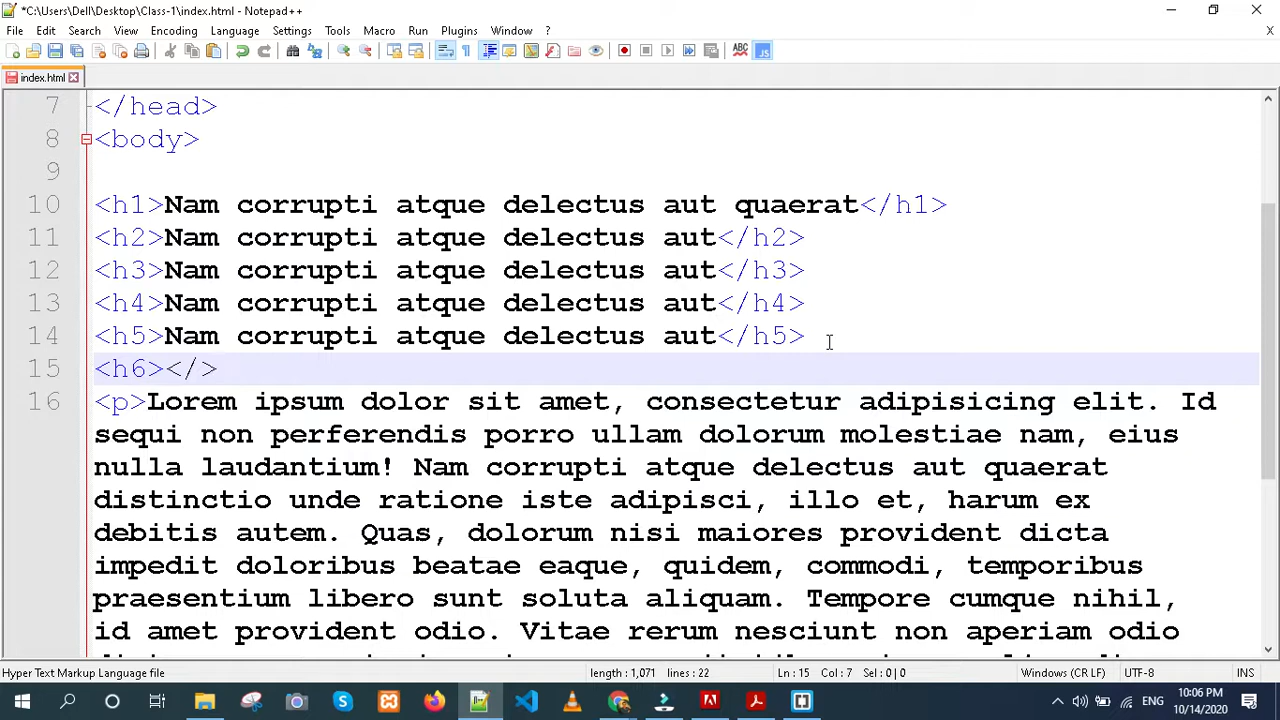 *C:\Users\Dell\Desktop\Class-1\index.html - Notepad++
File Edit Search View Encoding Language Settings Tools Macro Run Plugins Window ? X
index.html
7 </head>
8 <body>
9
10 <h1>Nam corrupti atque delectus aut quaerat</h1>
11 <h2>Nam corrupti atque delectus aut</h2>
12 <h3>Nam corrupti atque delectus aut</h3>
13 <h4>Nam corrupti atque delectus aut</h4>
14 <h5>Nam corrupti atque delectus aut</h5>
15 <h6></>
16 <p>Lorem ipsum dolor sit amet, consectetur adipisicing elit. Id
sequi non perferendis porro ullam dolorum molestiae nam, eius
nulla laudantium! Nam corrupti atque delectus aut quaerat
distinctio unde ratione iste adipisci, illo et, harum ex
debitis autem. Quas, dolorum nisi maiores provident dicta
impedit doloribus beatae eaque, quidem, commodi, temporibus
praesentium libero sunt soluta aliquam. Tempore cumque nihil,
id amet provident odio. Vitae rerum nesciunt non aperiam odio
Hyper Text Markup Language file length : 1,071 lines : 22 Ln : 15 Col : 7 Sel : 0 | 0 Windows (CR LF) UTF-8 INS
ENG 10:06 PM
10/14/2020